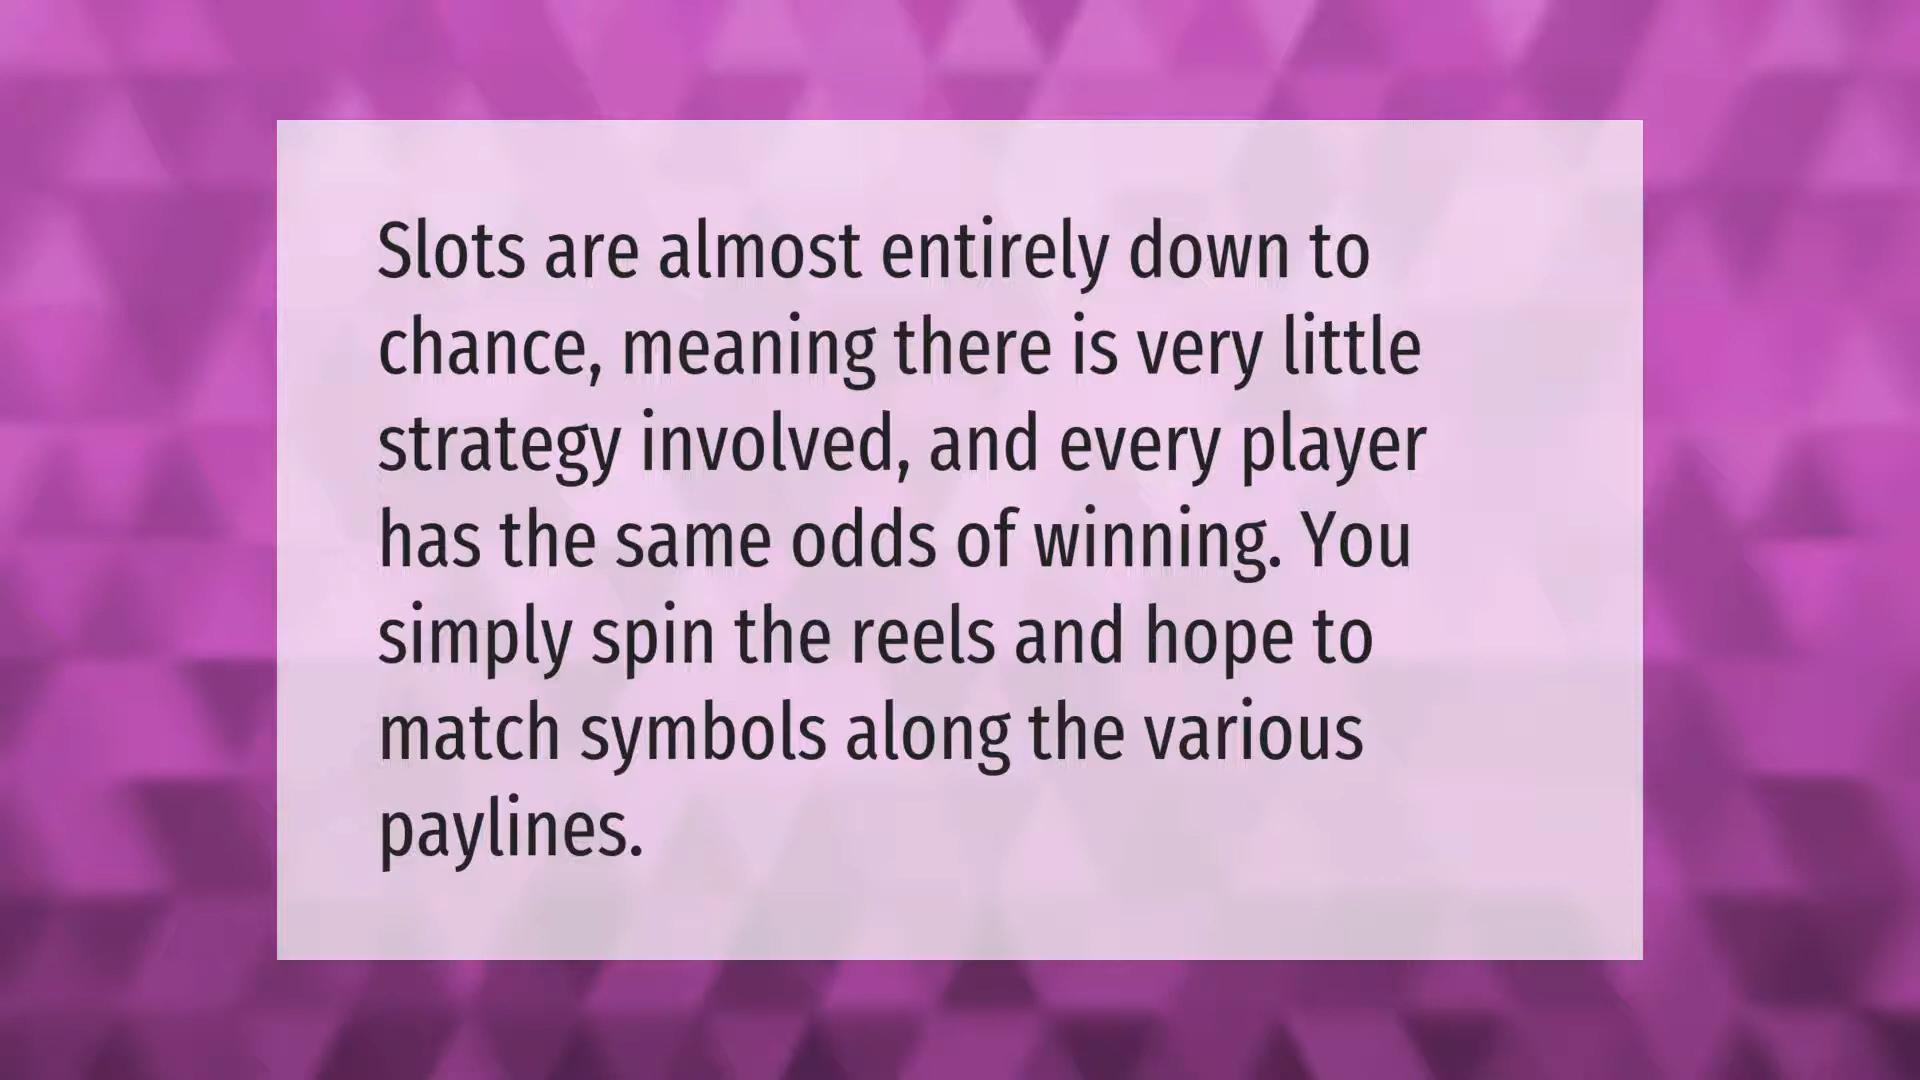 Slots are almost entirely down to
chance, meaning there is very little
strategy involved, and every player
has the same odds of winning. You
simply spin the reels and hope to
match symbols along the various
paylines.